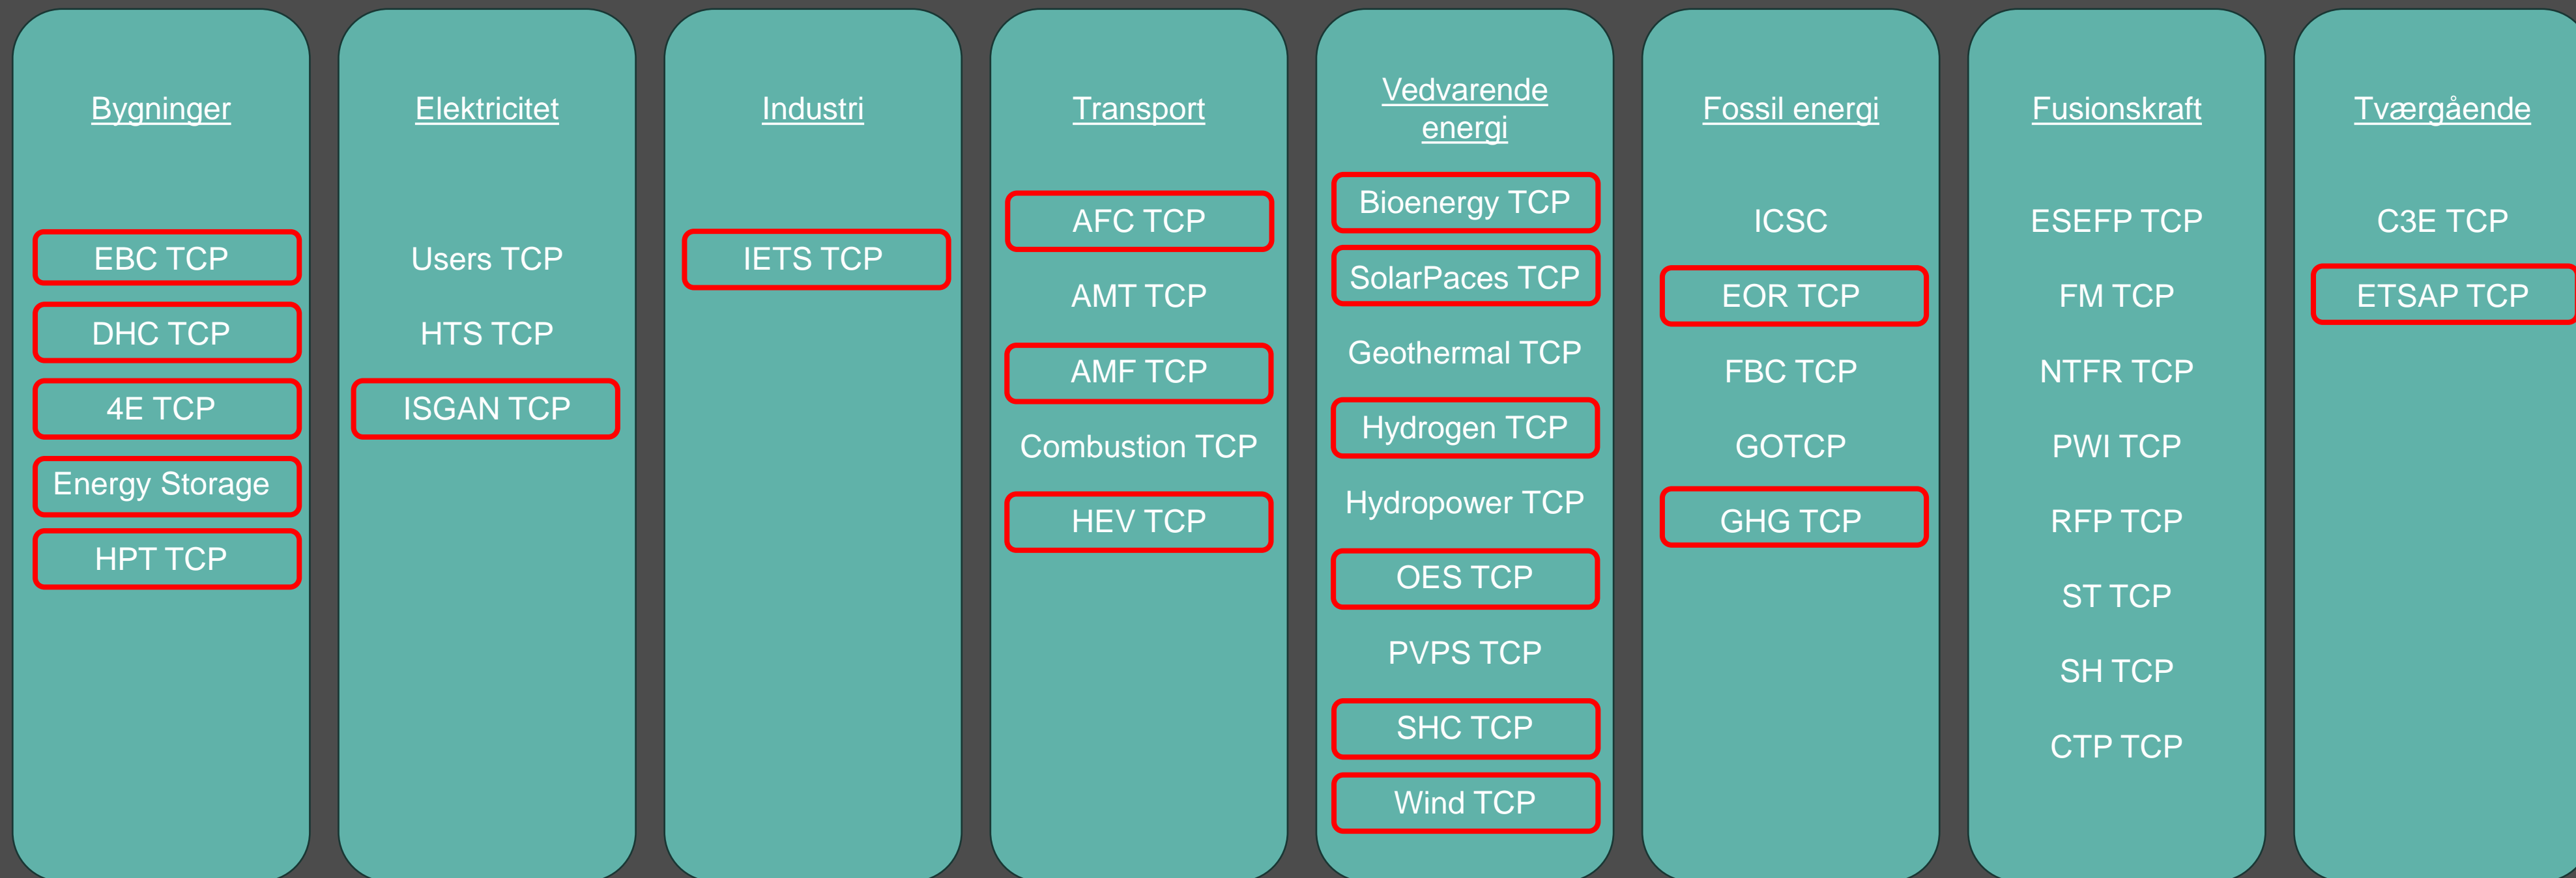 Bygninger
EBC TCP
DHC TCP
4E TCP
Energy Storage
HPT TCP
Elektricitet
Users TCP
HTS TCP
ISGAN TCP
Industri
IETS TCP
Transport
AFC TCP
AMT TCP
AMF TCP
Combustion TCP
HEV TCP
Vedvarende
energi
Bioenergy TCP
SolarPaces TCP
Geothermal TCP
Hydrogen TCP
Hydropower TCP
OES TCP
PVPS TCP
SHC TCP
Wind TCP
Fossil energi
ICSC
EOR TCP
FBC TCP
GOTCP
GHG TCP
Fusionskraft
ESEFP TCP
FM TCP
NTFR TCP
PWI TCP
RFP TCP
ST TCP
SH TCP
CTP TCP
Tværgående
C3E TCP
ETSAP TCP